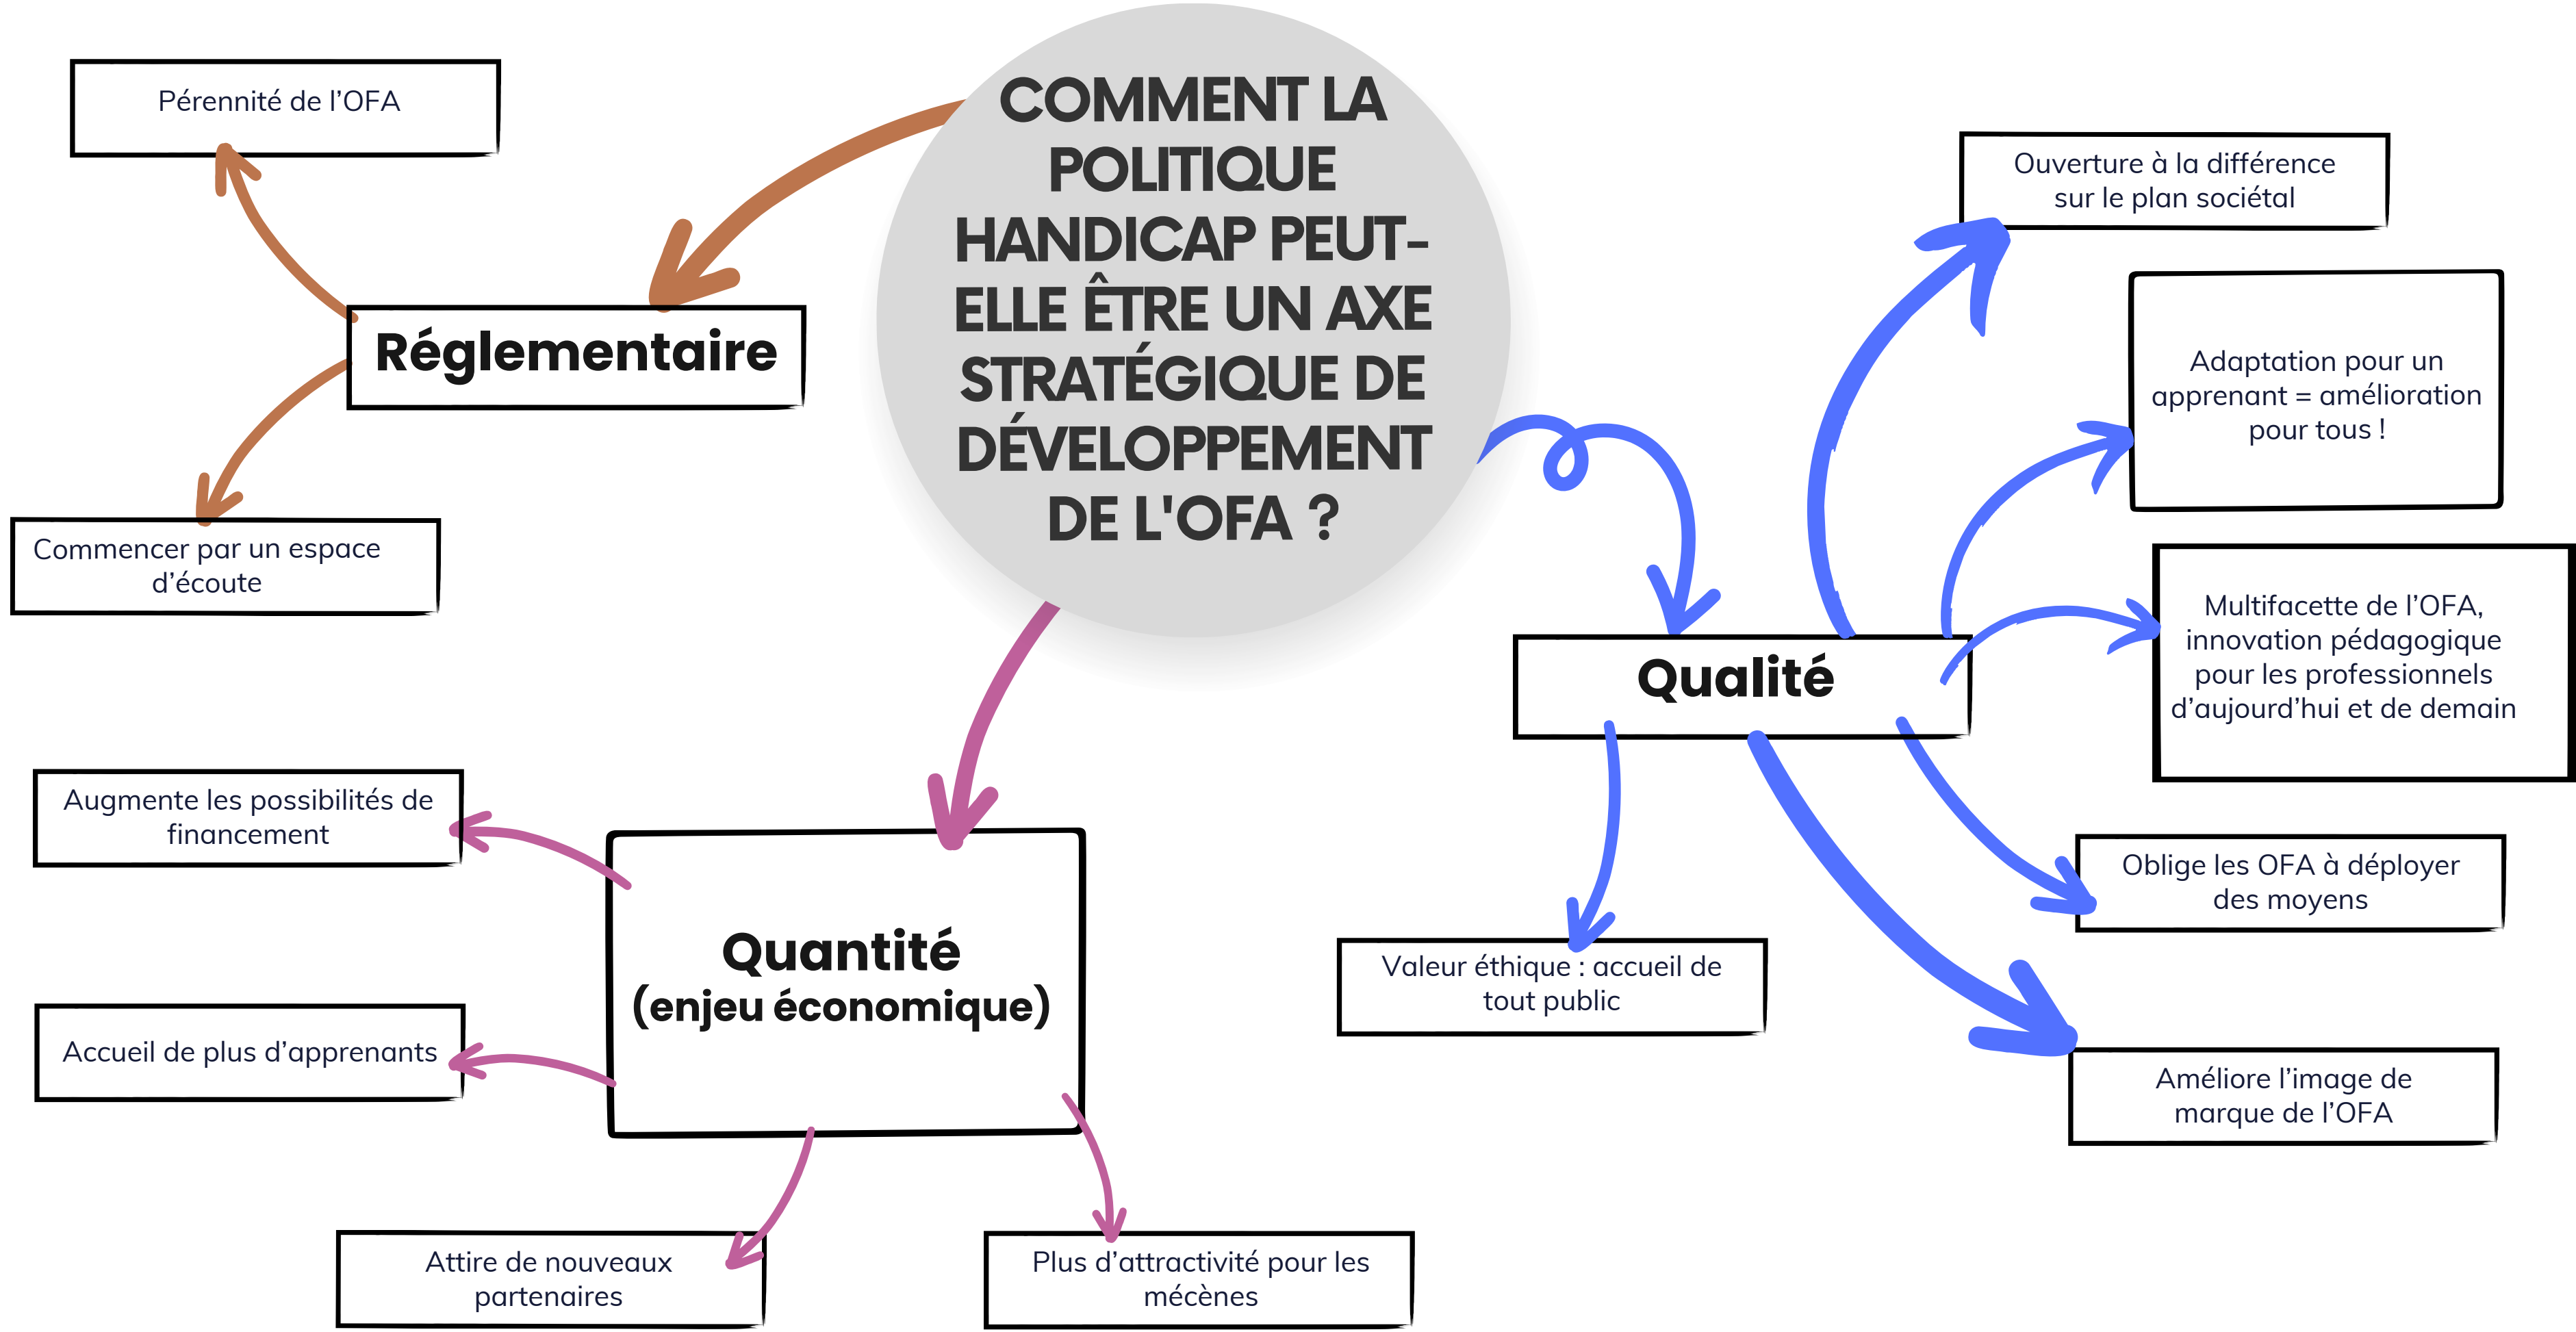 COMMENT LA
POLITIQUE
HANDICAP PEUT-
ELLE ÊTRE UN AXE
STRATÉGIQUE DE
DÉVELOPPEMENT
DE L'OFA ?
Réglementaire
Pérennité de l’OFA
Commencer par un espace
d’écoute
Quantité
(enjeu économique)
Augmente les possibilités de
financement
Accueil de plus d’apprenants
Attire de nouveaux
partenaires
Plus d’attractivité pour les
mécènes
Qualité
Ouverture à la différence
sur le plan sociétal
Adaptation pour un
apprenant = amélioration
pour tous !
Multifacette de l’OFA,
innovation pédagogique
pour les professionnels
d’aujourd’hui et de demain
Oblige les OFA à déployer
des moyens
Améliore l’image de
marque de l’OFA
Valeur éthique : accueil de
tout public